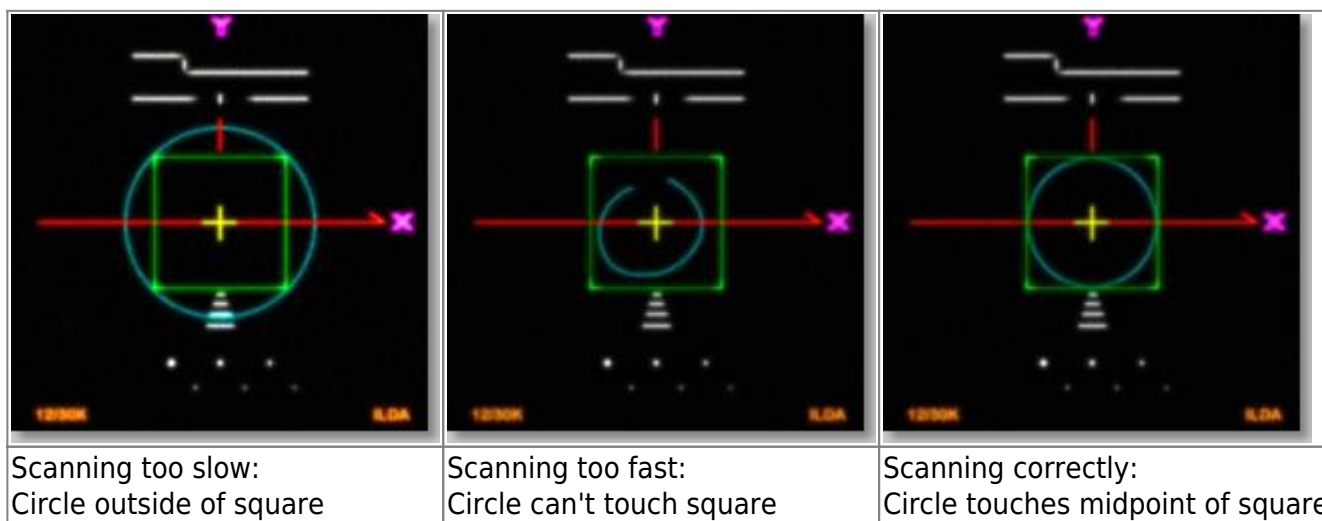 Y
X
12/30K
ILDA
Y
X
12/30K
ILDA
Y
X
12/30K
ILDA
Scanning too slow:
Circle outside of square
Scanning too fast:
Circle can't touch square
Scanning correctly:
Circle touches midpoint of square